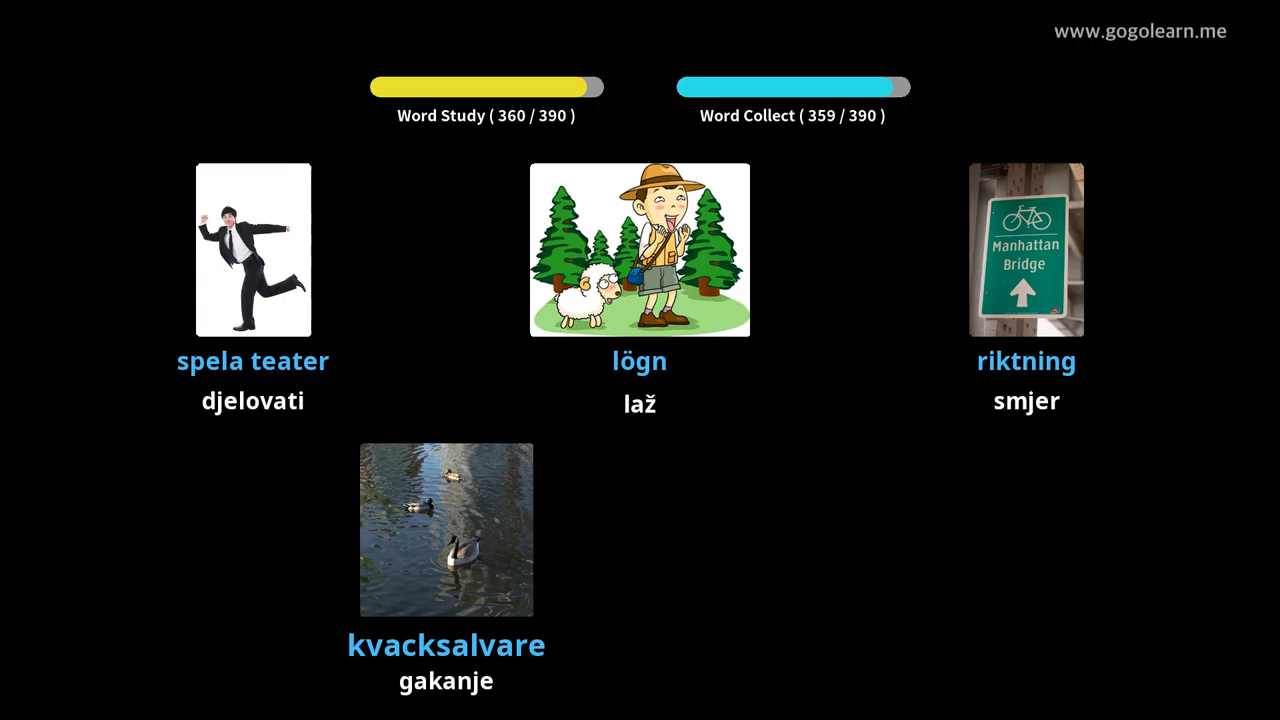 www.gogolearn.me
Word Study ( 360 / 390 )
Word Collect ( 359 / 390 )
Manhattan
Bridge
spela teater
lögn
riktning
djelovati
laž
smjer
kvacksalvare
gakanje